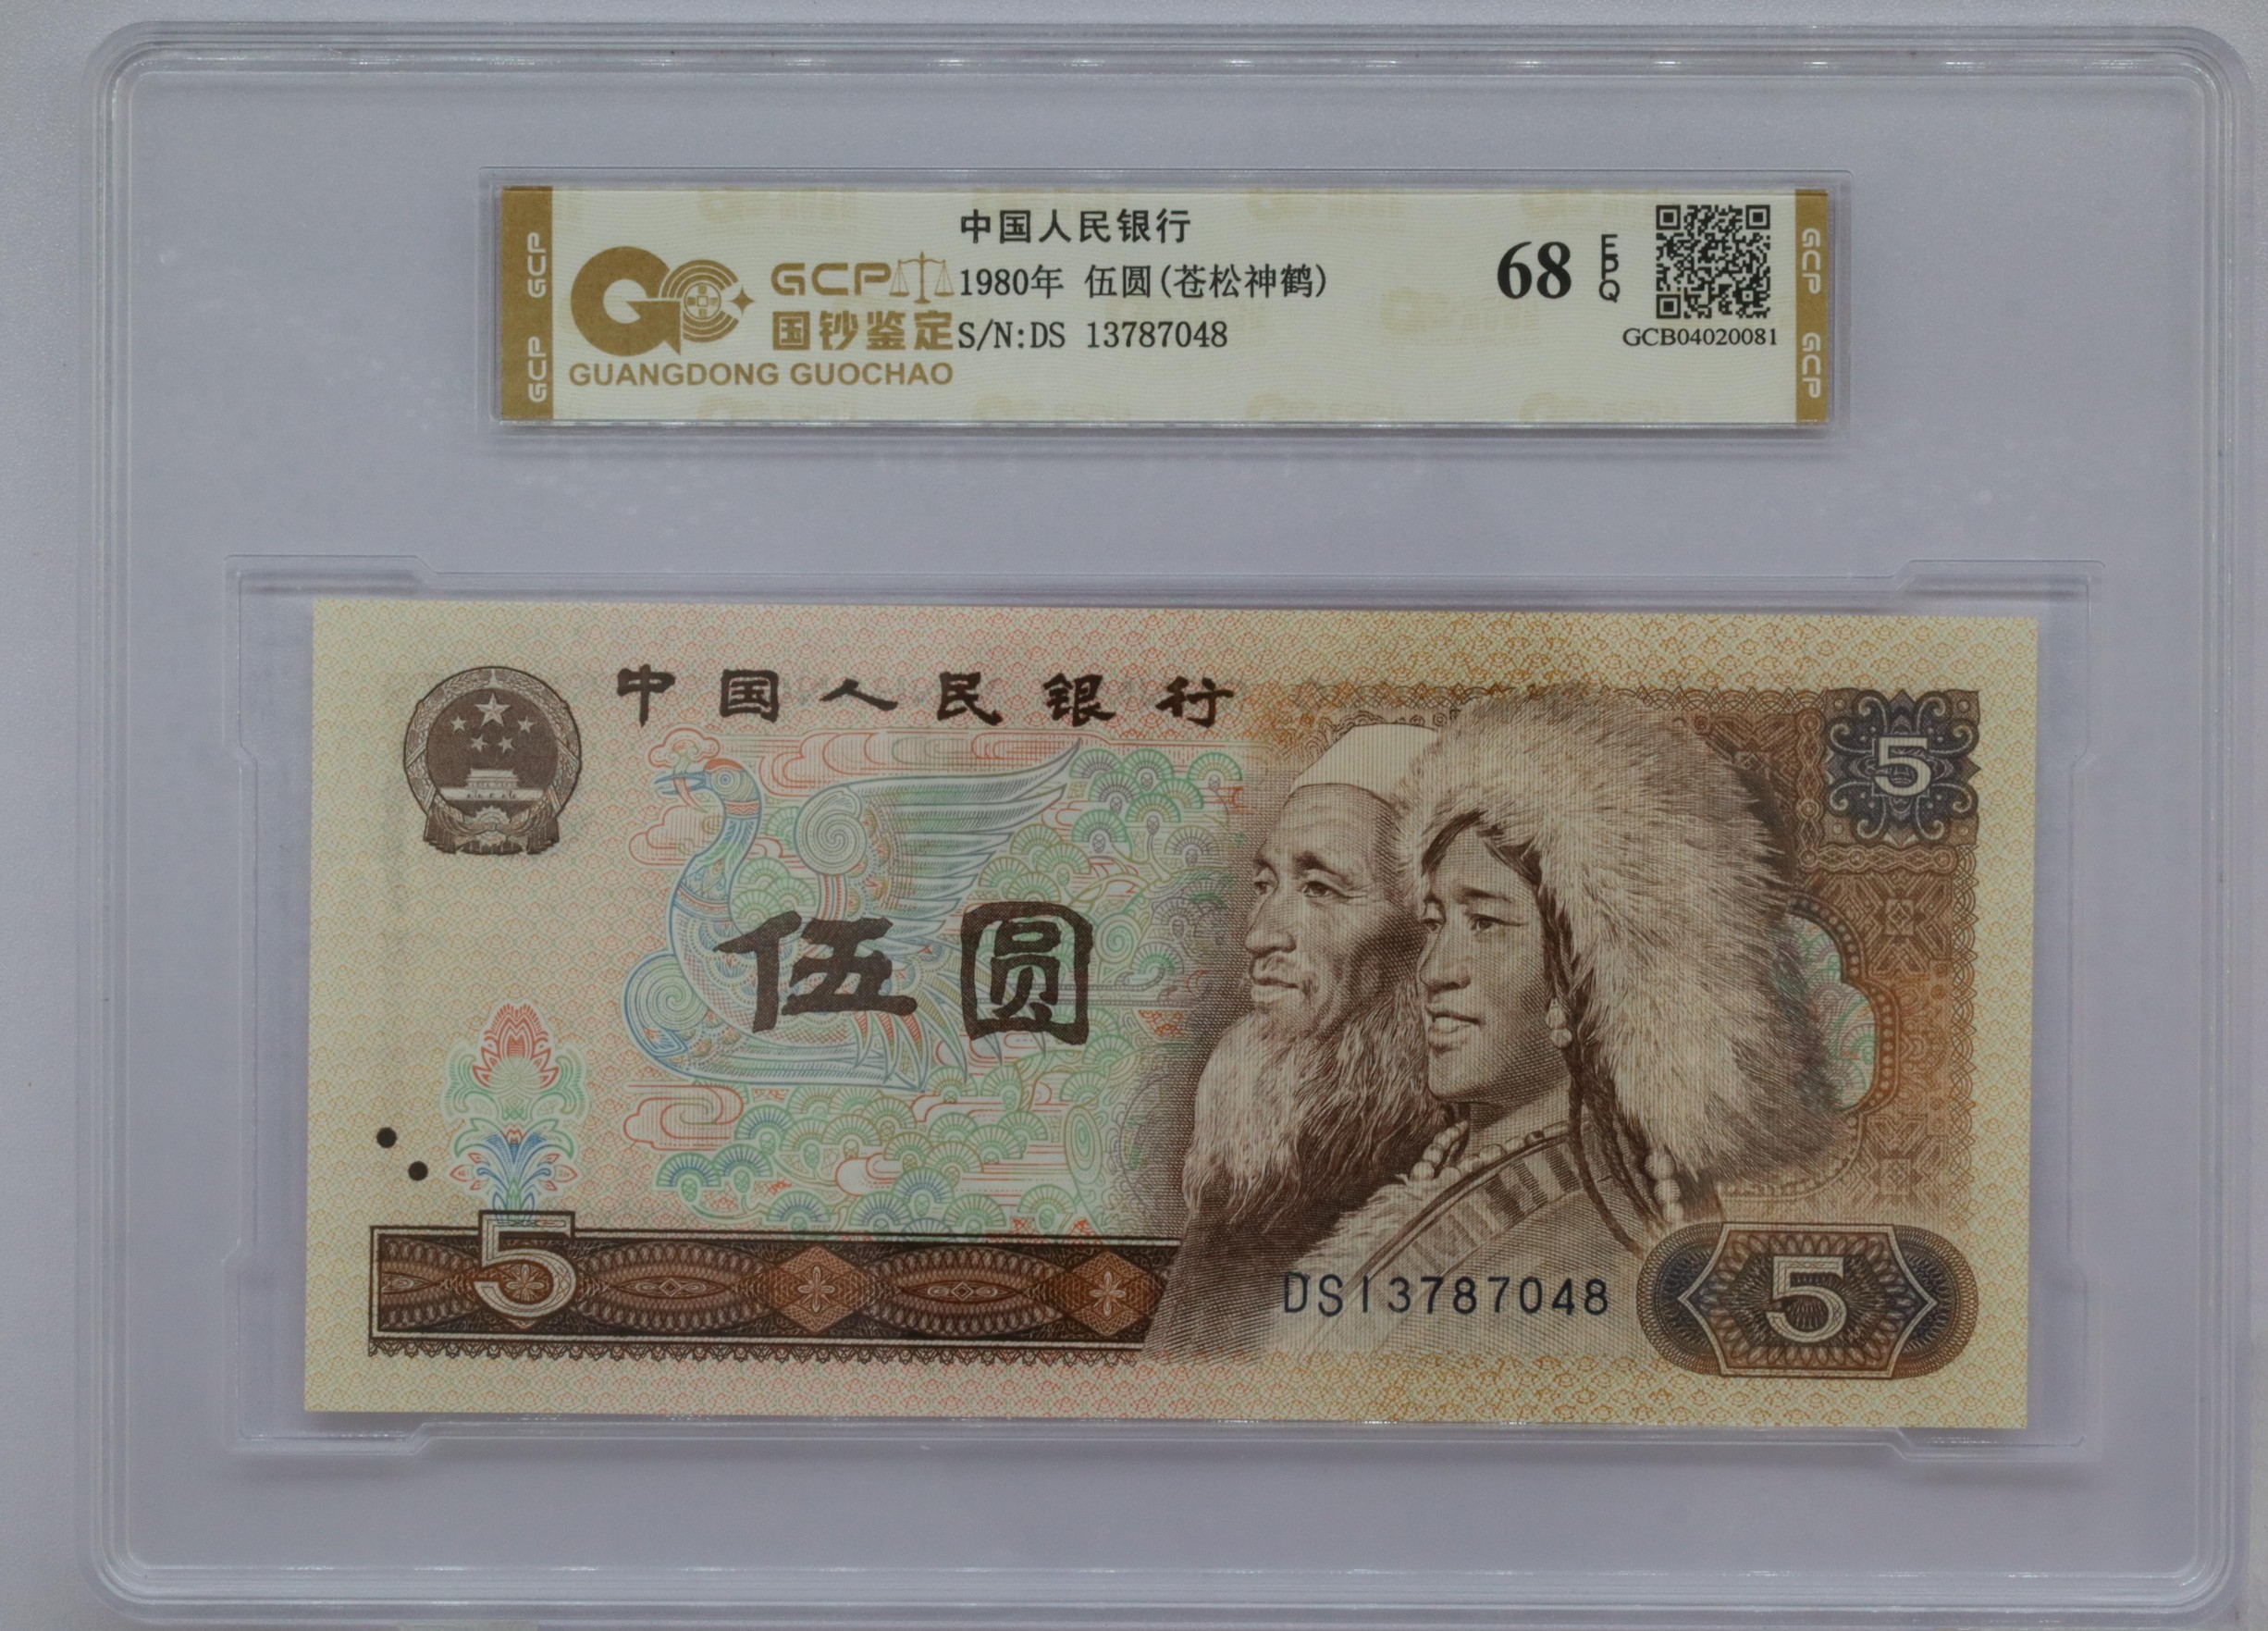 中国人民银行
1980年 伍圆(苍松神鹤)
S/N:DS 13787048
GCP
国钞鉴定
GUANGDONG GUOCHAO
68 EPQ
GCB04020081
GCP GCP
GCP GCP
中国人民银行
5
伍圆
5
DS13787048
5